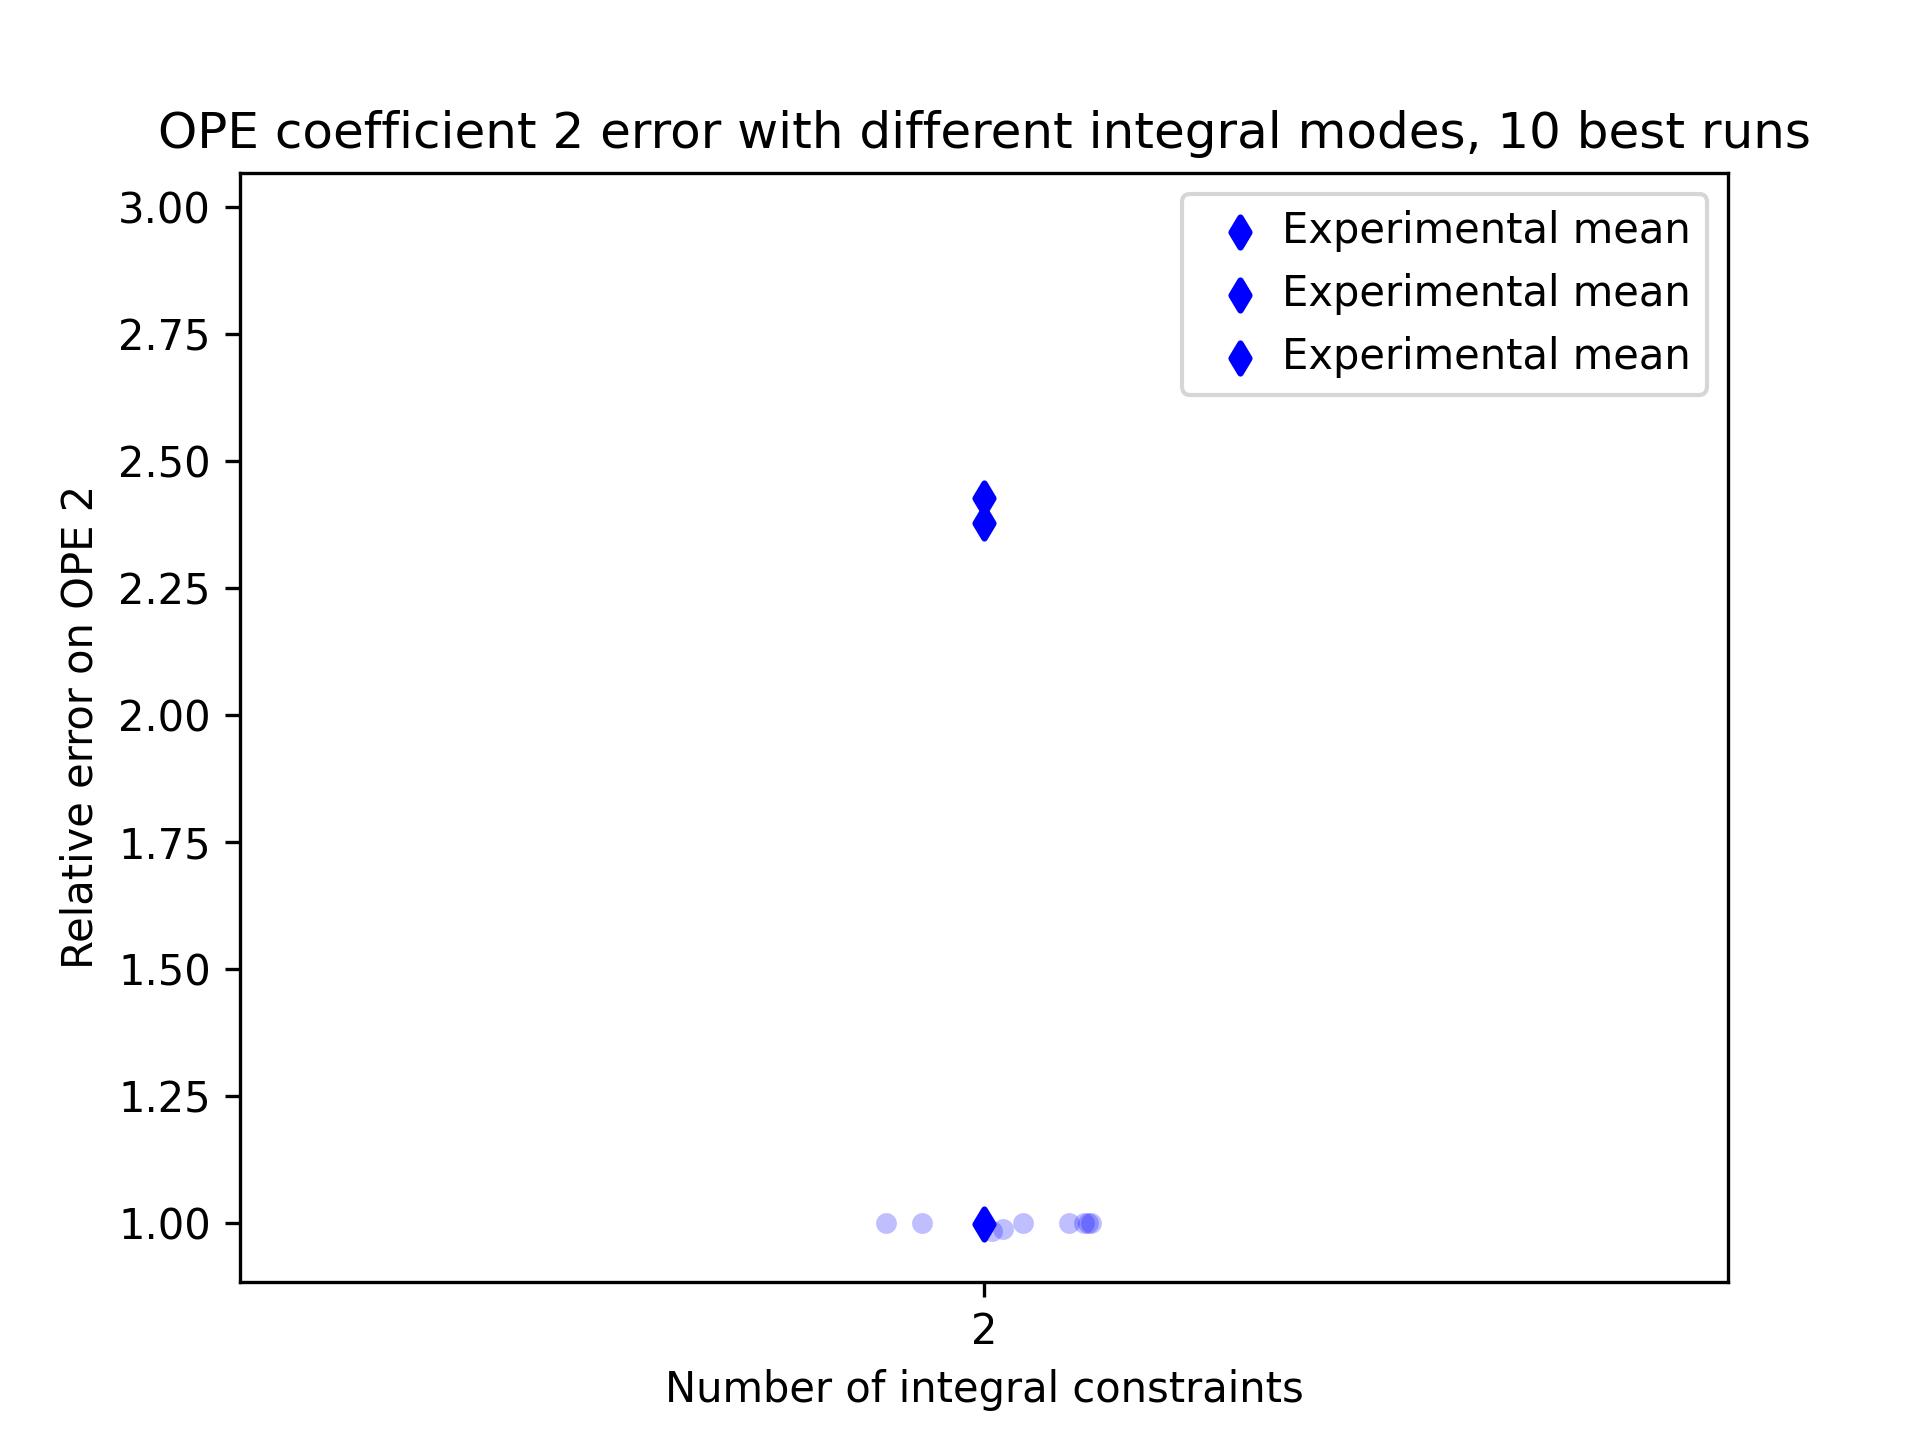 OPE coefficient 2 error with different integral modes, 10 best runs
Experimental mean
Experimental mean
Experimental mean
3.00
2.75
2.50
2.25
2.00
1.75
1.50
1.25
1.00
Relative error on OPE 2
2
Number of integral constraints